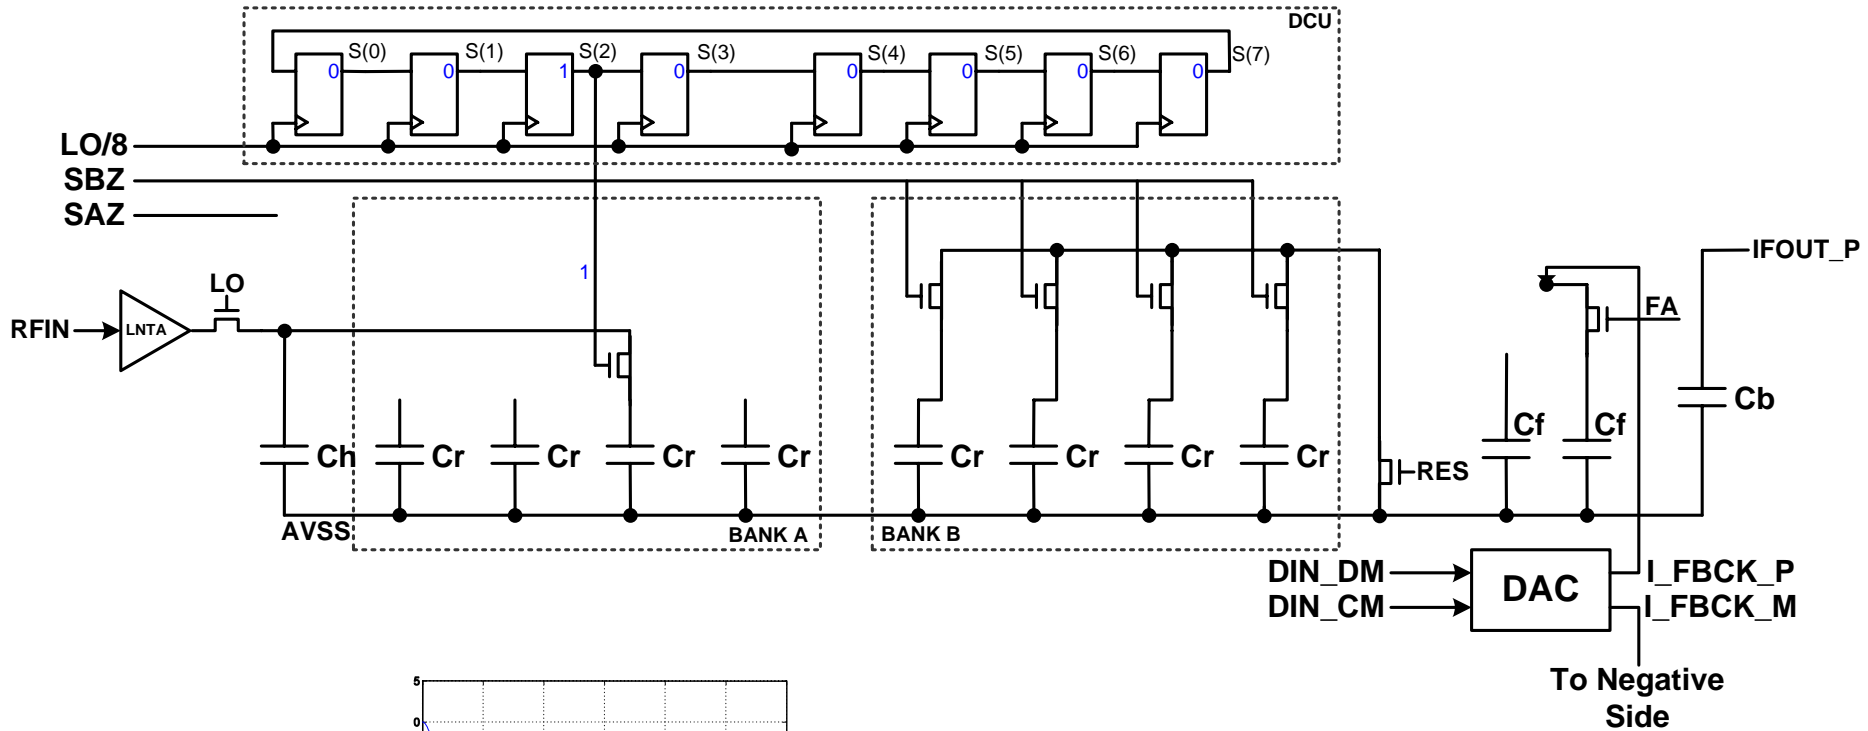 DCU
S(0) S(1) S(2) S(3) S(4) S(5) S(6) S(7)
0 0 1 0 0 0 0 0
LO/8
SBZ
SAZ
IFOUT_P
1
LO
FA
RFIN
LNTA
Cb
Cf Cf
Ch Cr Cr Cr Cr Cr Cr Cr Cr
RES
AVSS
BANK A
BANK B
DIN_DM
DAC
I_FBCK_P
DIN_CM
I_FBCK_M
To Negative
Side
5
0